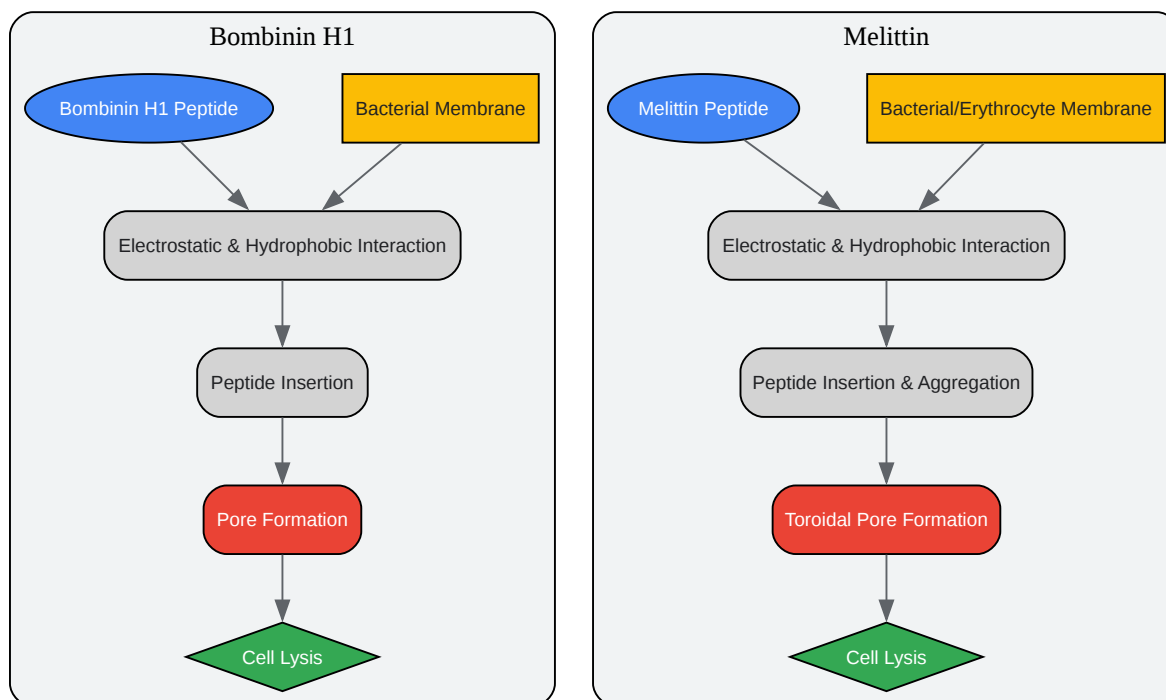 Bombinin H1
Bombinin H1 Peptide
Bacterial Membrane
Electrostatic & Hydrophobic Interaction
Peptide Insertion
Pore Formation
Cell Lysis
Melittin
Melittin Peptide
Bacterial/Erythrocyte Membrane
Electrostatic & Hydrophobic Interaction
Peptide Insertion & Aggregation
Toroidal Pore Formation
Cell Lysis